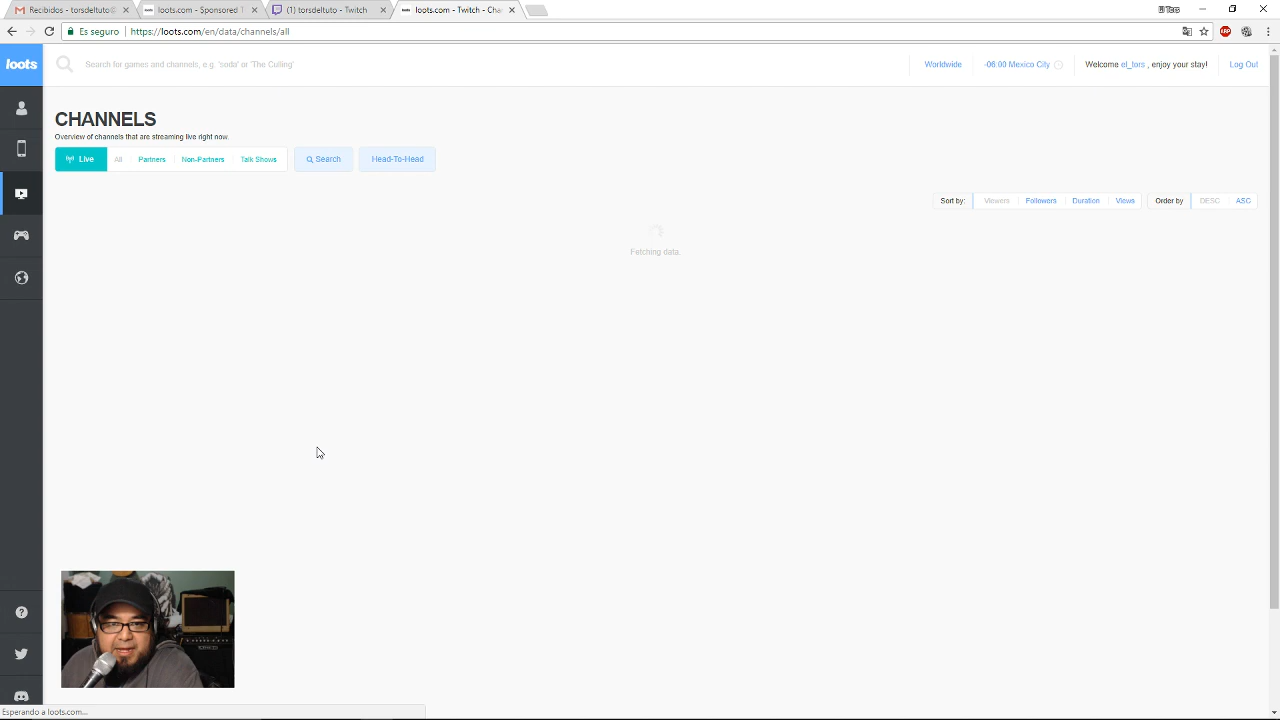 Recibidos - torsdeltuto@
loots.com - Sponsored T
(1) torsdeltuto - Twitch
loots.com - Twitch - Cha
Es seguro
https://loots.com/en/data/channels/all
loots
Search for games and channels, e.g. 'soda' or 'The Culling'
Worldwide
-06:00 Mexico City
Welcome el_tors , enjoy your stay!
Log Out
CHANNELS
Overview of channels that are streaming live right now.
Live
All
Partners
Non-Partners
Talk Shows
Search
Head-To-Head
Sort by:
Viewers
Followers
Duration
Views
Order by
DESC
ASC
Fetching data.
Esperando a loots.com...